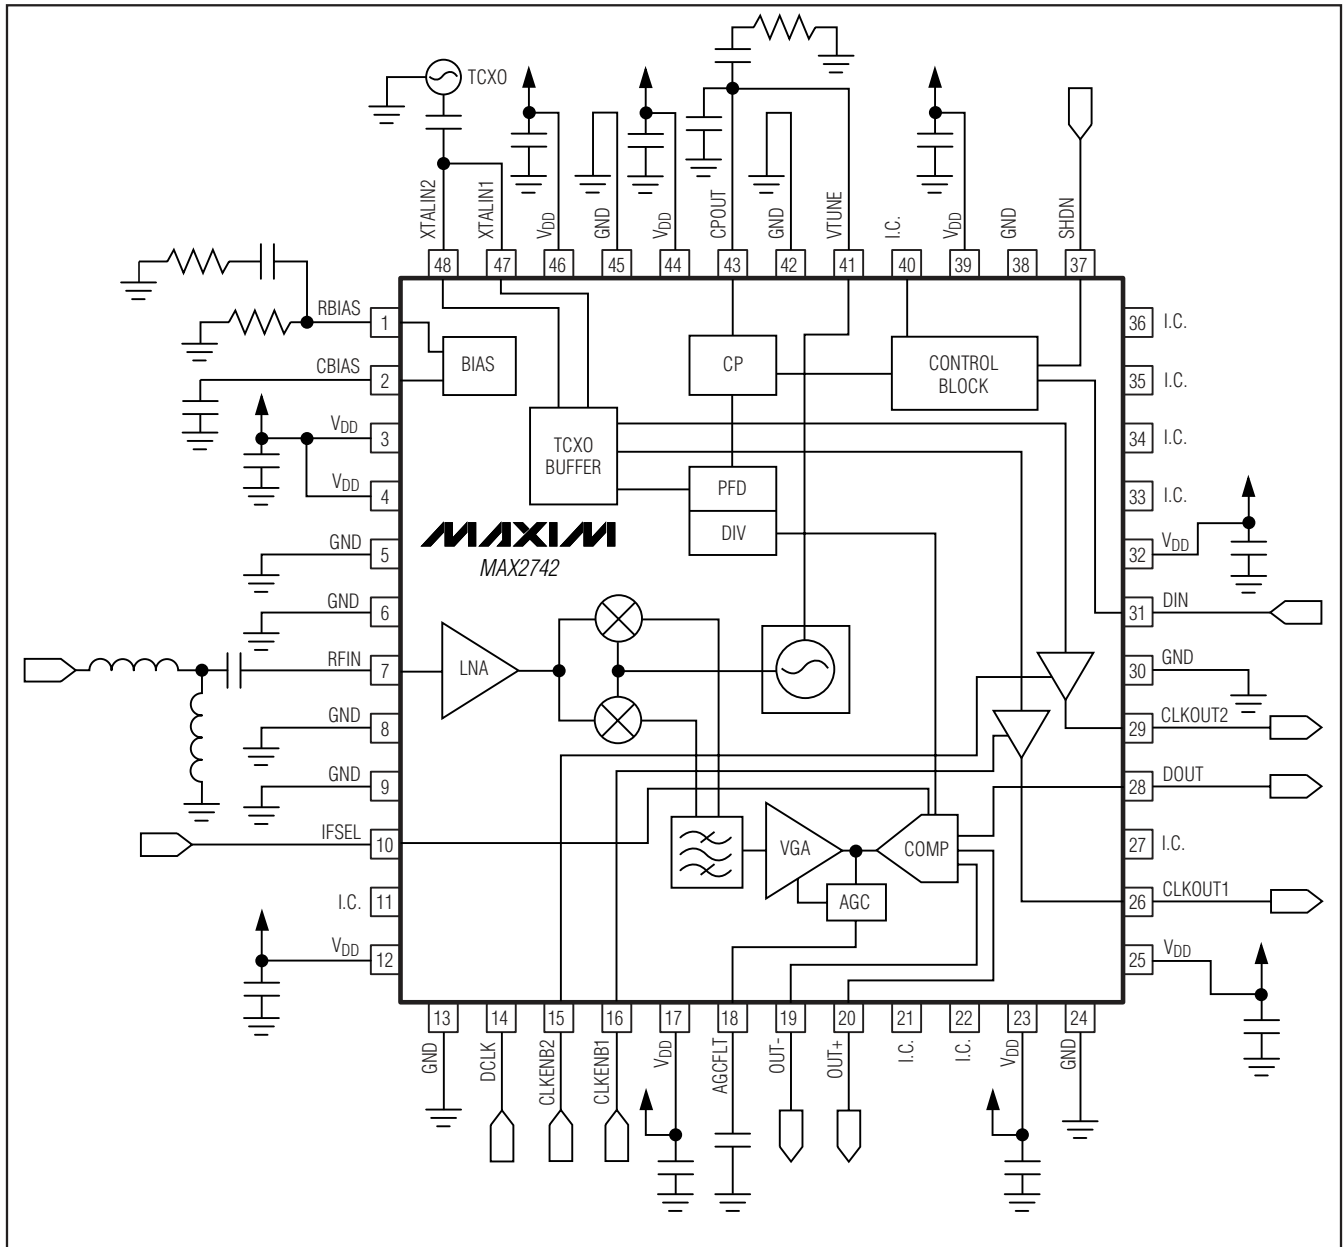 TCXO
XTALIN2
XTALIN1
VDD
GND
VDD
CPOUT
GND
VTUNE
I.C.
VDD
GND
SHDN
48
47
46
45
44
43
42
41
40
39
38
37
RBIAS
1
CBIAS
2
VDD
3
VDD
4
GND
5
GND
6
RFIN
7
GND
8
GND
9
IFSEL
10
I.C.
11
VDD
12
BIAS
TCXO
BUFFER
CP
CONTROL
BLOCK
PFD
DIV
MAXIM
MAX2742
LNA
VGA
COMP
AGC
36
I.C.
35
I.C.
34
I.C.
33
I.C.
32
VDD
31
DIN
30
GND
29
CLKOUT2
28
DOUT
27
I.C.
26
CLKOUT1
25
VDD
13
14
15
16
17
18
19
20
21
22
23
24
GND
DCLK
CLKENB2
CLKENB1
VDD
AGCFLT
OUT-
OUT+
I.C.
I.C.
VDD
GND